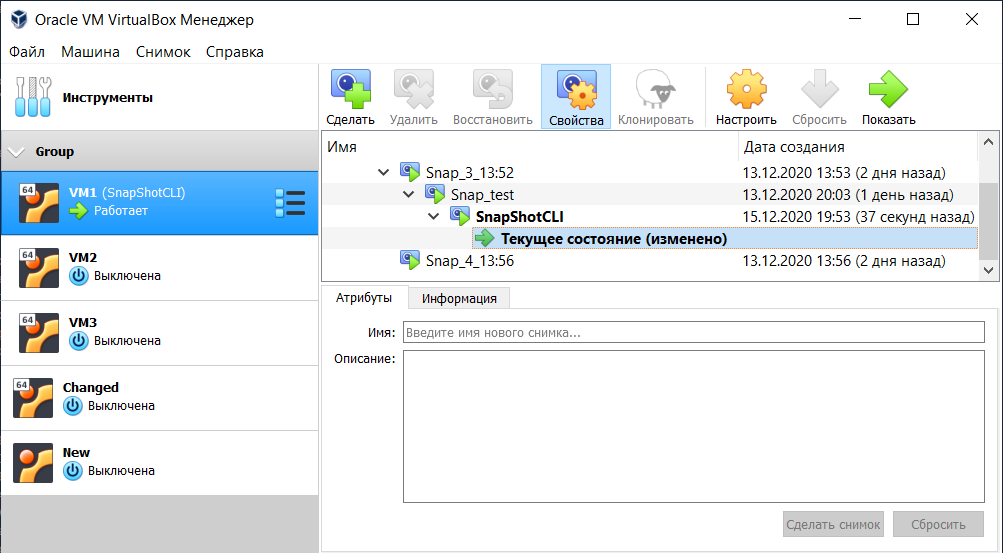 Oracle VM VirtualBox Менеджер
Файл Машина Снимок Справка
Инструменты
Сделать Удалить Восстановить Свойства Клонировать Настроить Сбросить Показать
Group
64 VM1 (SnapShotCLI)
Работает
64 VM2
Выключена
64 VM3
Выключена
64 Changed
Выключена
New
Выключена
Имя Дата создания
Snap_3_13:52 13.12.2020 13:53 (2 дня назад)
Snap_test 13.12.2020 20:03 (1 день назад)
SnapShotCLI 15.12.2020 19:53 (37 секунд назад)
Текущее состояние (изменено)
Snap_4_13:56 13.12.2020 13:56 (2 дня назад)
Атрибуты Информация
Имя: Введите имя нового снимка...
Описание:
Сделать снимок Сбросить